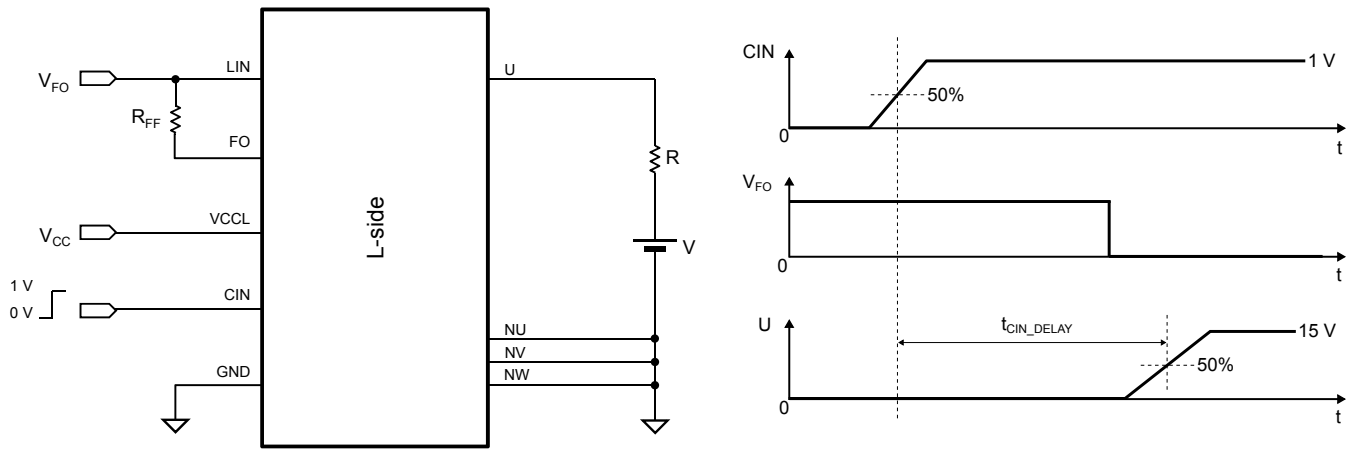 V_FO
LIN
R_FF
FO
V_CC
VCCL
1 V
0 V
CIN
GND
L-side
U
R
V
NU
NV
NW
CIN
1 V
50%
0
t
V_FO
0
t
U
t_CIN_DELAY
15 V
50%
0
t